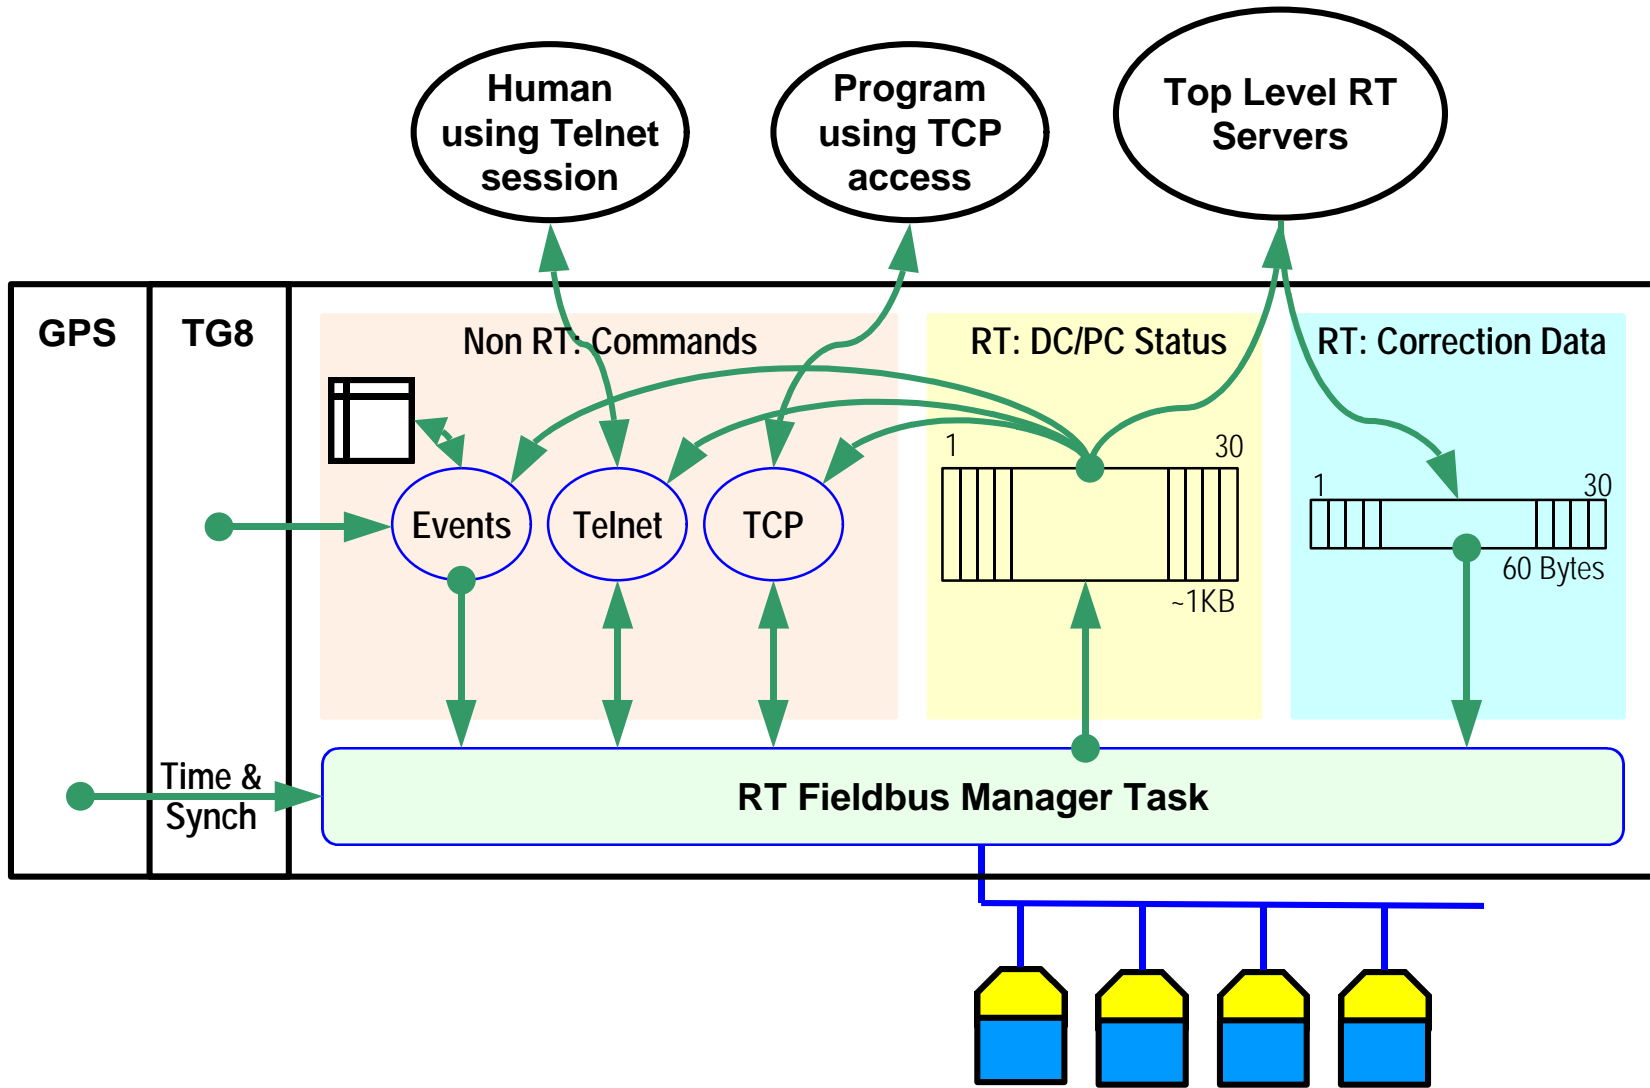 Human
using Telnet
session
Program
using TCP
access
Top Level RT
Servers
GPS
TG8
Non RT: Commands
RT: DC/PC Status
RT: Correction Data
1
30
1
30
Events
Telnet
TCP
60 Bytes
~1KB
Time &
Synch
RT Fieldbus Manager Task